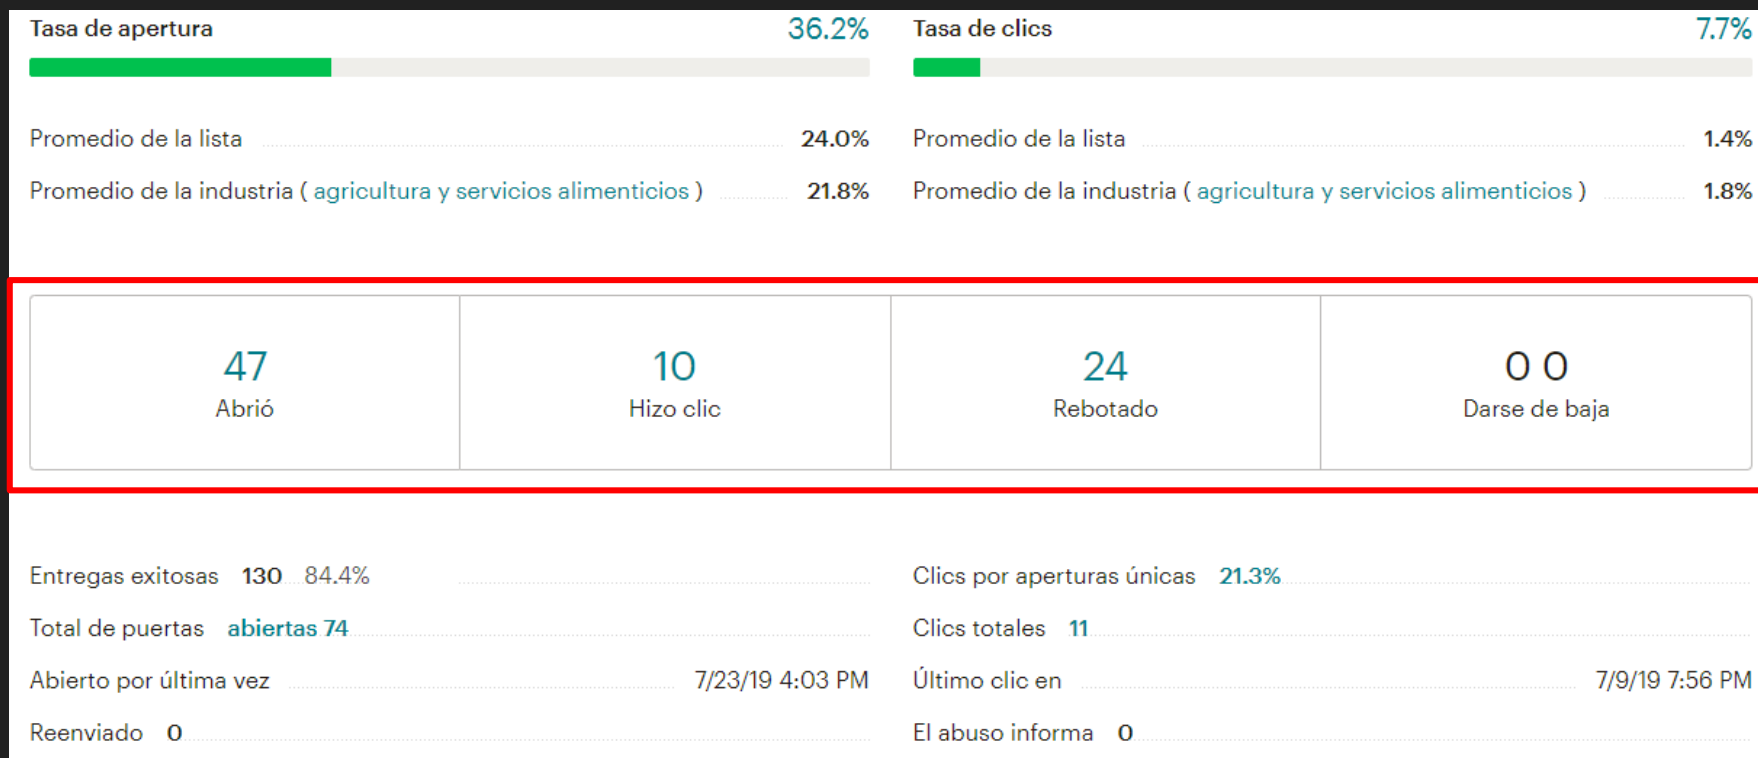 Tasa de apertura 36.2%
Tasa de clics 7.7%
Promedio de la lista 24.0%
Promedio de la lista 1.4%
Promedio de la industria ( agricultura y servicios alimenticios ) 21.8%
Promedio de la industria ( agricultura y servicios alimenticios ) 1.8%
47
Abrió
10
Hizo clic
24
Rebotado
0 0
Darse de baja
Entregas exitosas 130 84.4%
Clics por aperturas únicas 21.3%
Total de puertas abiertas 74
Clics totales 11
Abierto por última vez 7/23/19 4:03 PM
Último clic en 7/9/19 7:56 PM
Reenviado 0
El abuso informa 0